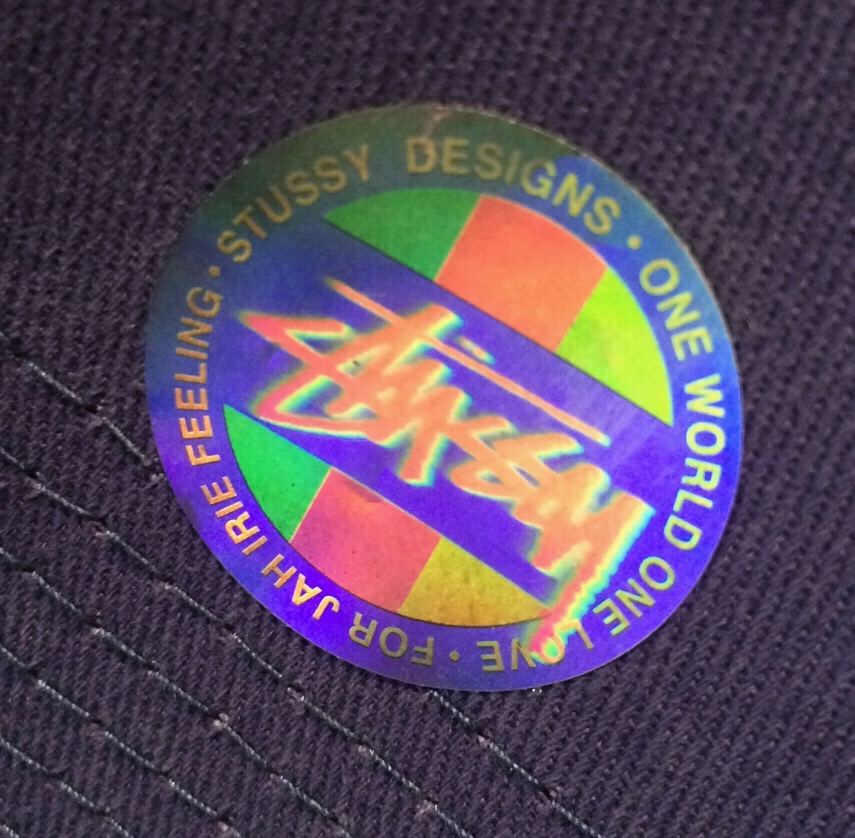 STUSSY DESIGNS • ONE WORLD ONE LOVE • FOR JAH IRIE FEELING •
Stüssy